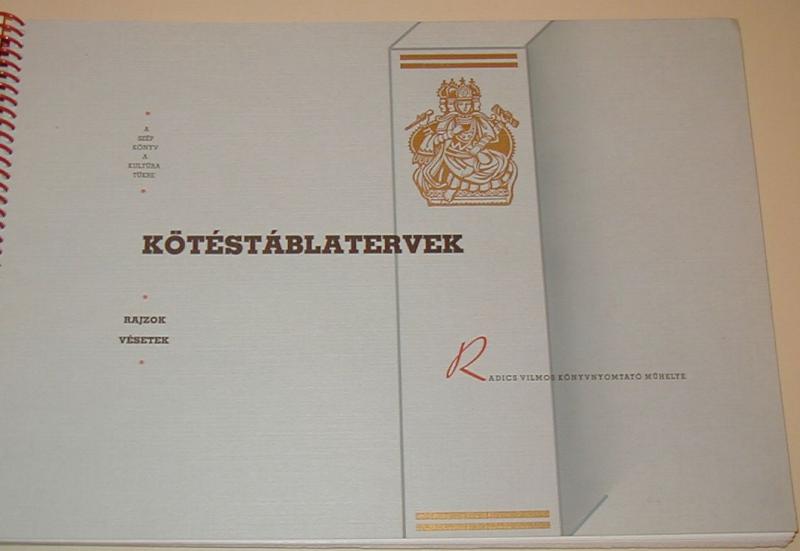 A
SZÉP
KÖNYV
A
KULTÚRA
TÜKRE
KÖTÉSTÁBLATERVEK
RAJZOK
VÉSETEK
RADICS VILMOS KÖNYVNYOMTATÓ MŰHELYE